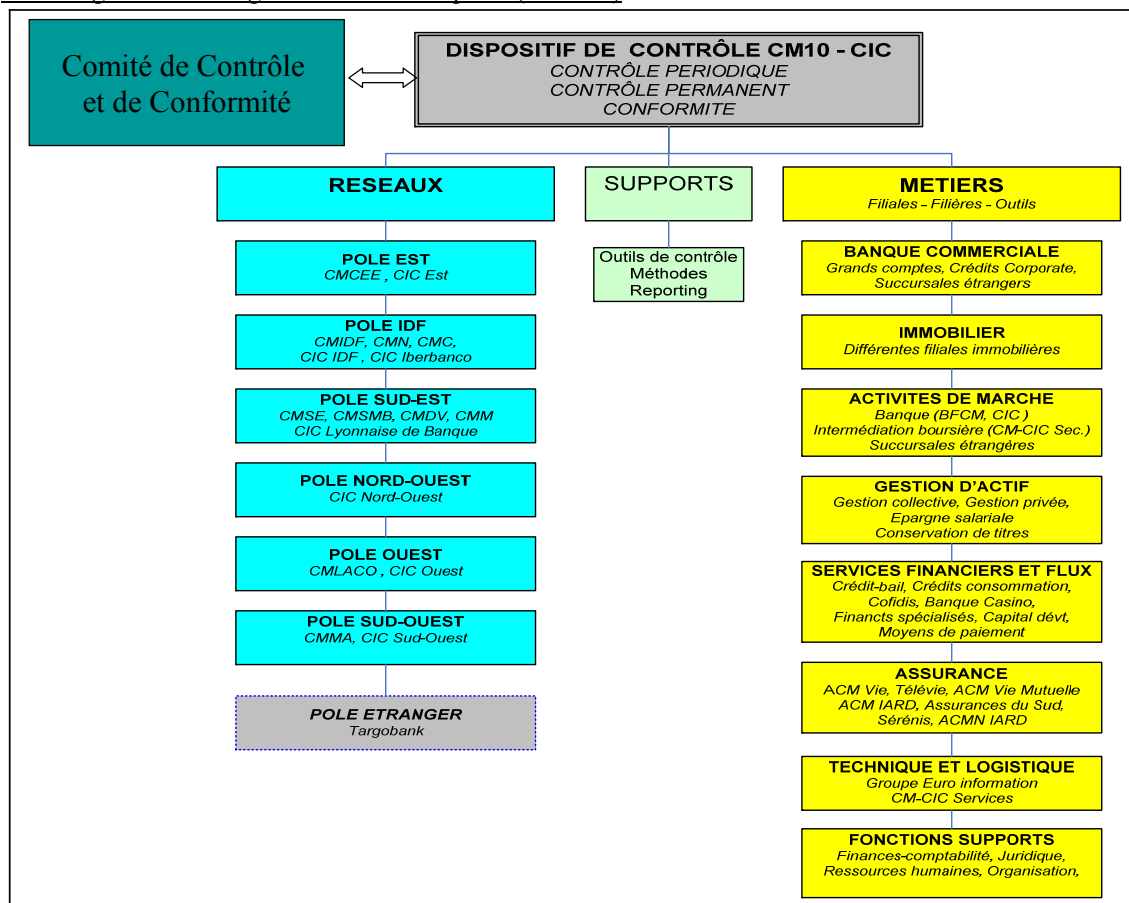 Comité de Contrôle
et de Conformité
DISPOSITIF DE CONTRÔLE CM10 - CIC
CONTRÔLE PERIODIQUE
CONTRÔLE PERMANENT
CONFORMITE
RESEAUX
POLE EST
CMCEE , CIC Est
POLE IDF
CMIDF, CMN, CMC,
CIC IDF , CIC Iberbanco
POLE SUD-EST
CMSE, CMSMB, CMDV, CMM
CIC Lyonnaise de Banque
POLE NORD-OUEST
CIC Nord-Ouest
POLE OUEST
CMLACO , CIC Ouest
POLE SUD-OUEST
CMMA, CIC Sud-Ouest
POLE ETRANGER
Targobank
SUPPORTS
Outils de contrôle
Méthodes
Reporting
METIERS
Filiales - Filières - Outils
BANQUE COMMERCIALE
Grands comptes, Crédits Corporate,
Succursales étrangers
IMMOBILIER
Différentes filiales immobilières
ACTIVITES DE MARCHE
Banque (BFCM, CIC )
Intermédiation boursière (CM-CIC Sec.)
Succursales étrangères
GESTION D'ACTIF
Gestion collective, Gestion privée,
Epargne salariale
Conservation de titres
SERVICES FINANCIERS ET FLUX
Crédit-bail, Crédits consommation,
Cofidis, Banque Casino,
Financts spécialisés, Capital dévt,
Moyens de paiement
ASSURANCE
ACM Vie, Télévie, ACM Vie Mutuelle
ACM IARD, Assurances du Sud,
Sérénis, ACMN IARD
TECHNIQUE ET LOGISTIQUE
Groupe Euro information
CM-CIC Services
FONCTIONS SUPPORTS
Finances-comptabilité, Juridique,
Ressources humaines, Organisation,